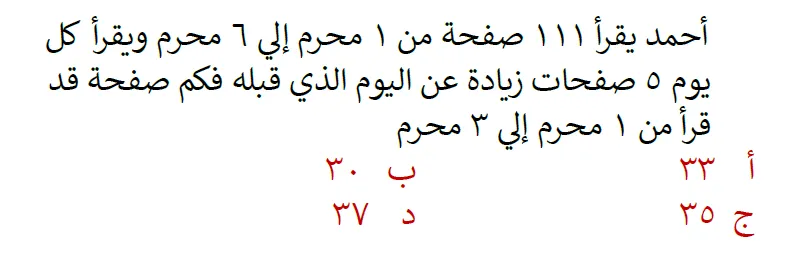 أحمد يقرأ ١١١ صفحة من ١ محرم إلي ٦ محرم ويقرأ كل
يوم ٥ صفحات زيادة عن اليوم الذي قبله فكم صفحة قد
قرأ من ١ محرم إلي ٣ محرم
أ ٣٣ ب ٣٠
ج ٣٥ د ٣٧